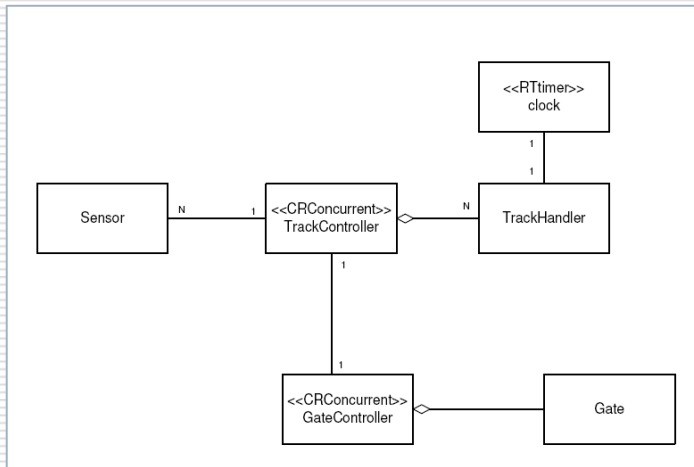 <<RTtimer>>
clock
1
1
Sensor
N
1
<<CRConcurrent>>
TrackController
N
TrackHandler
1
1
<<CRConcurrent>>
GateController
Gate